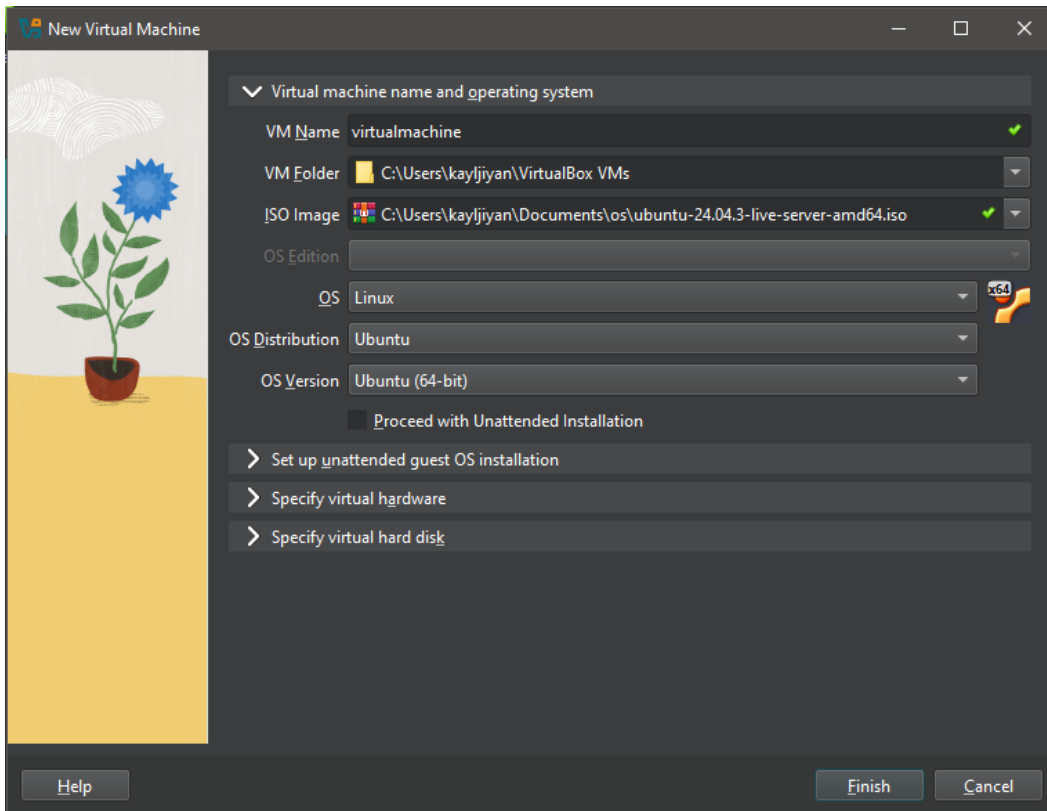 New Virtual Machine
Virtual machine name and operating system
VM Name virtualmachine
VM Folder C:\Users\kayljiyan\VirtualBox VMs
ISO Image C:\Users\kayljiyan\Documents\os\ubuntu-24.04.3-live-server-amd64.iso
OS Edition
OS Linux x64
OS Distribution Ubuntu
OS Version Ubuntu (64-bit)
Proceed with Unattended Installation
Set up unattended guest OS installation
Specify virtual hardware
Specify virtual hard disk
Help Finish Cancel